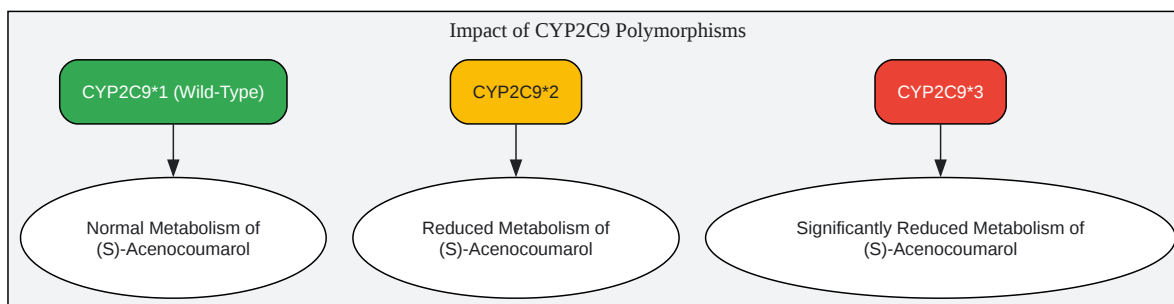 Impact of CYP2C9 Polymorphisms
CYP2C9*1 (Wild-Type)
CYP2C9*2
CYP2C9*3
Normal Metabolism of
(S)-Acenocoumarol
Reduced Metabolism of
(S)-Acenocoumarol
Significantly Reduced Metabolism of
(S)-Acenocoumarol